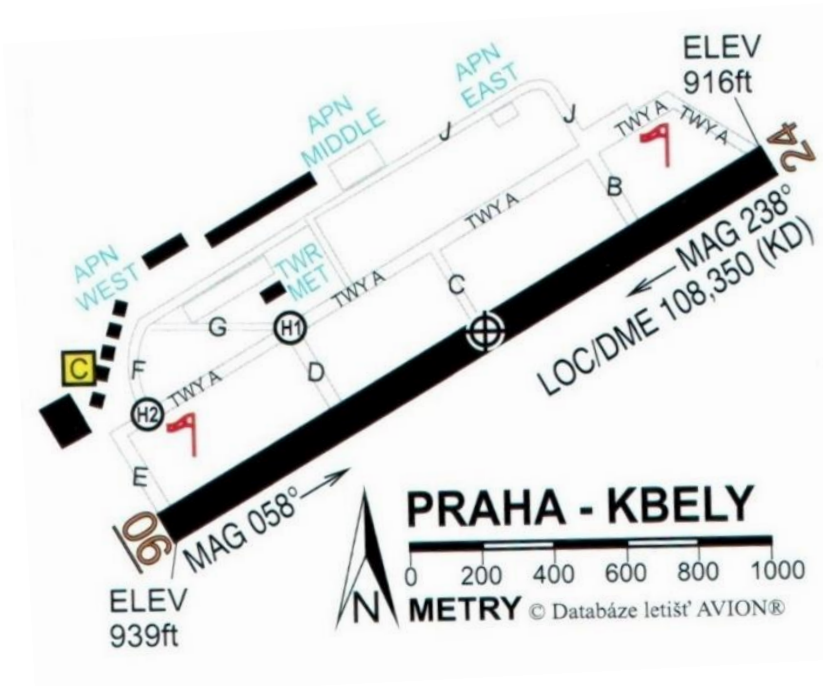 ELEV
916ft
APN
EAST
J
J
TWY A
TWY A
24
APN
MIDDLE
B
TWY A
MAG 238°
LOC/DME 108,350 (KD)
APN
WEST
TWR
MET
TWY A
C
G
H1
F
C
D
TWY A
H2
E
06
MAG 058°
ELEV
939ft
PRAHA - KBELY
0 200 400 600 800 1000
N
METRY © Databáze letišť AVION®